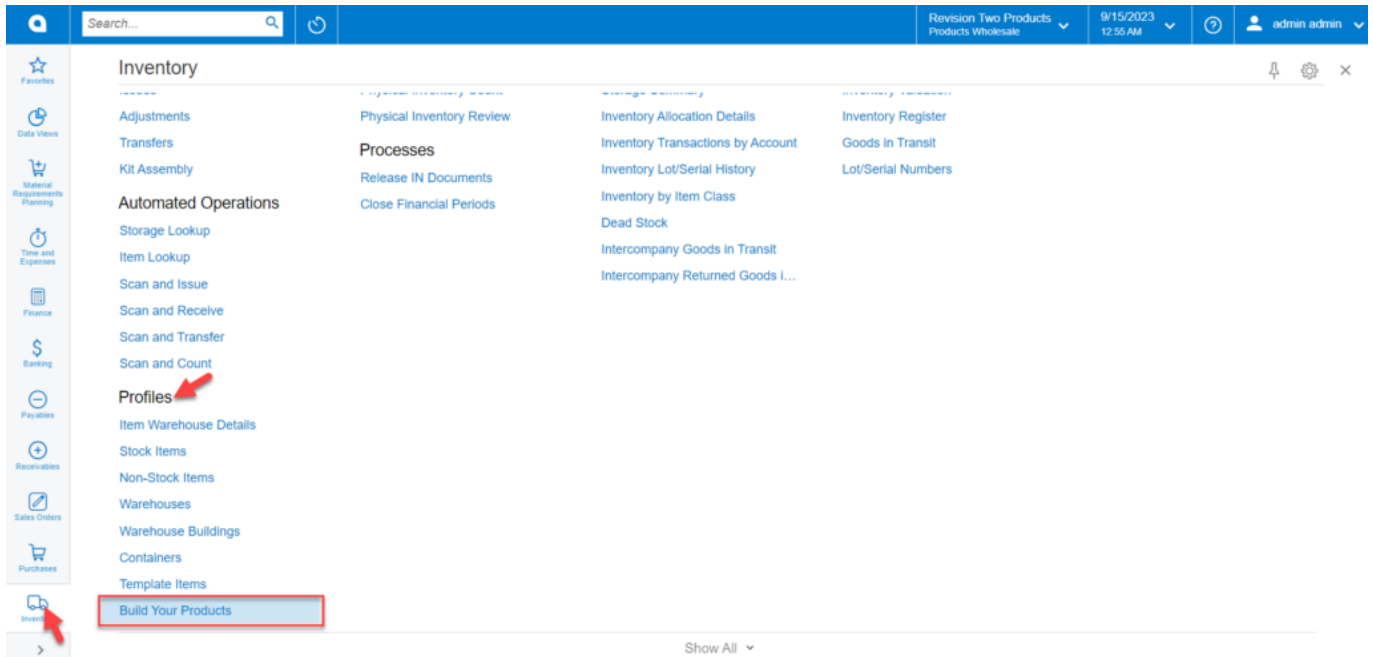 Search...
Revision Two Products
Products Wholesale
9/15/2023
12:55 AM
admin admin
Favorites
Data Views
Material
Requirements
Planning
Time and
Expenses
Finance
Banking
Payables
Receivables
Sales Orders
Purchases
Inventory
Adjustments
Transfers
Kit Assembly
Automated Operations
Storage Lookup
Item Lookup
Scan and Issue
Scan and Receive
Scan and Transfer
Scan and Count
Profiles
Item Warehouse Details
Stock Items
Non-Stock Items
Warehouses
Warehouse Buildings
Containers
Template Items
Build Your Products
Physical Inventory Review
Processes
Release IN Documents
Close Financial Periods
Inventory Allocation Details
Inventory Transactions by Account
Inventory Lot/Serial History
Inventory by Item Class
Dead Stock
Intercompany Goods in Transit
Intercompany Returned Goods i...
Inventory Register
Goods in Transit
Lot/Serial Numbers
Show All